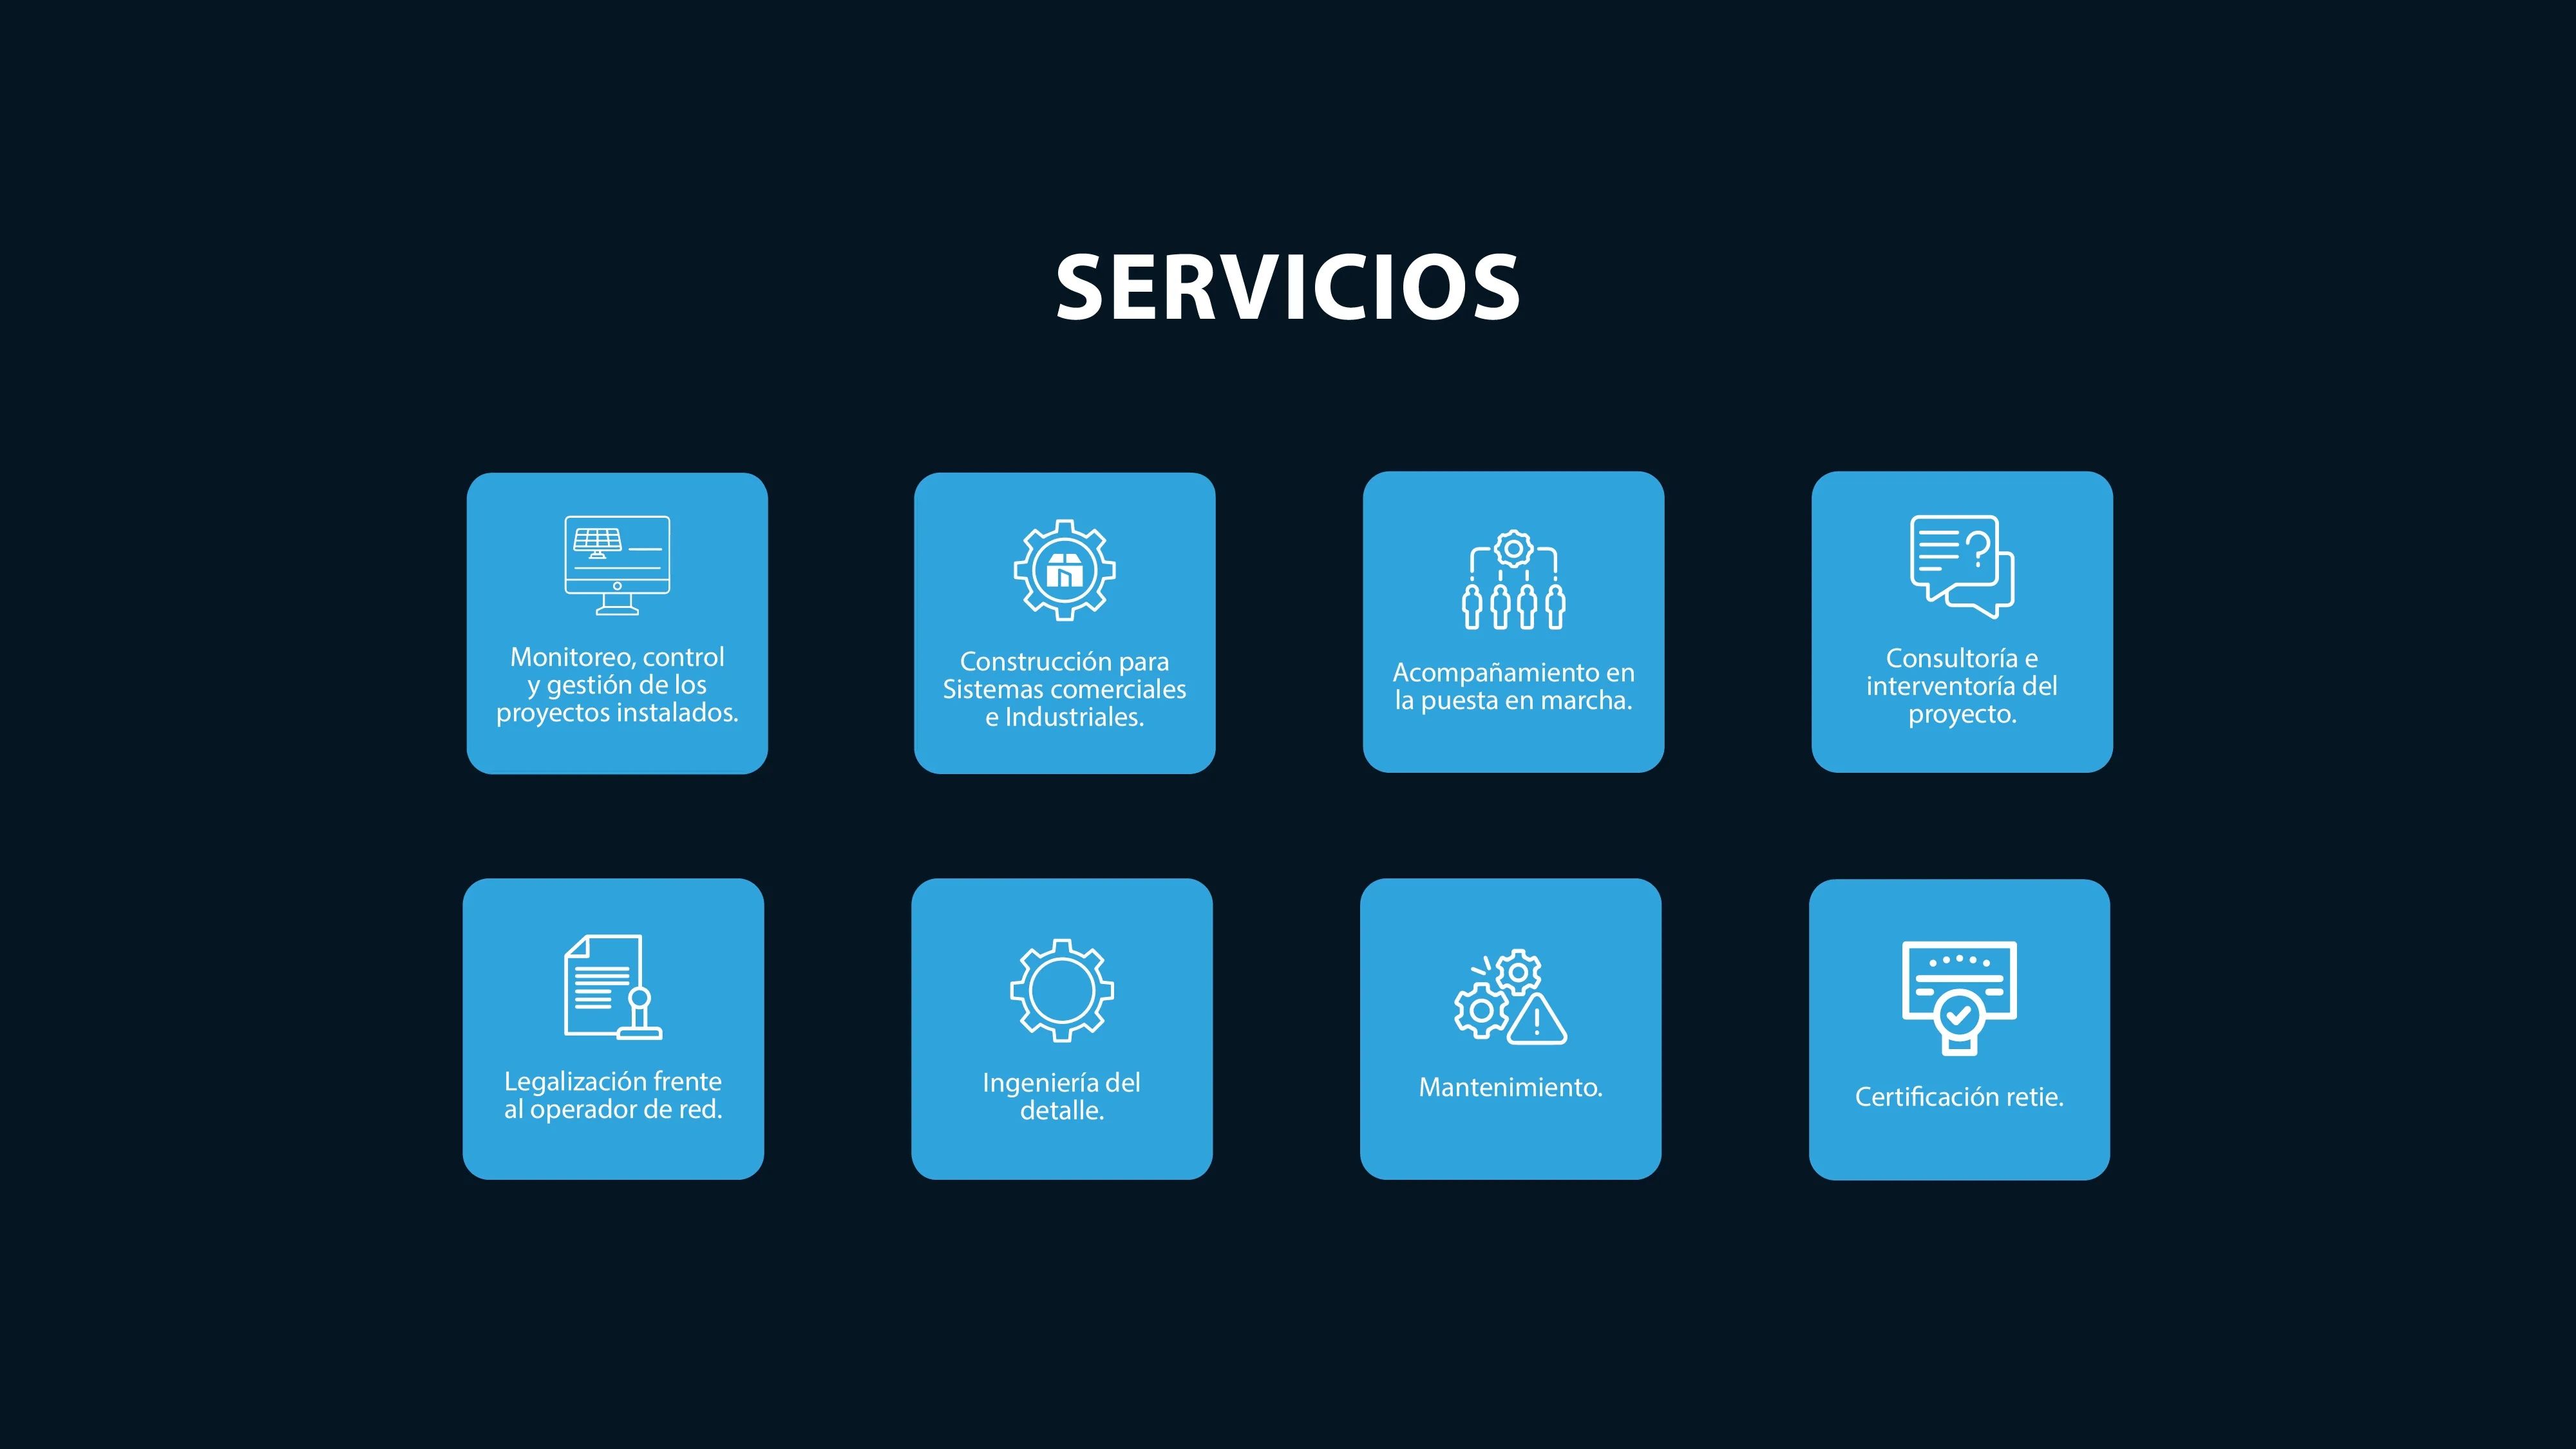 SERVICIOS
Monitoreo, control
y gestión de los
proyectos instalados.
Construcción para
Sistemas comerciales
e Industriales.
Acompañamiento en
la puesta en marcha.
Consultoría e
interventoría del
proyecto.
Legalización frente
al operador de red.
Ingeniería del
detalle.
Mantenimiento.
Certificación retie.